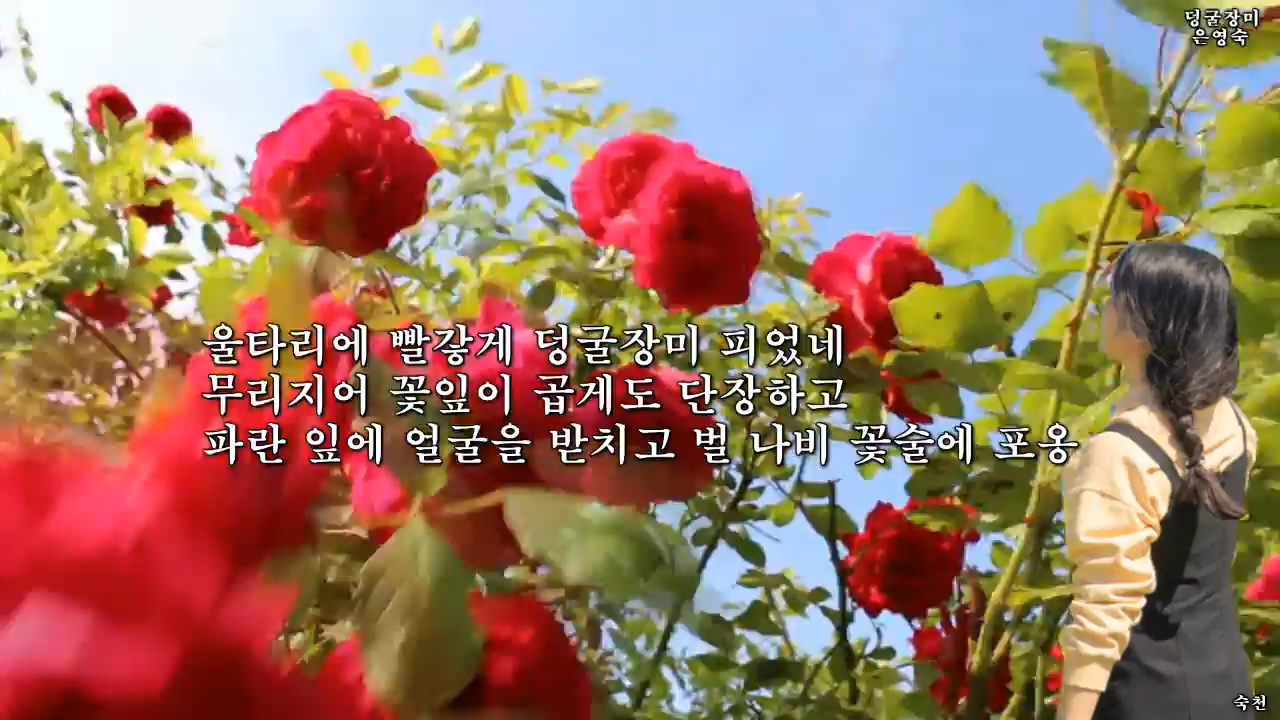 덩굴장미
은영숙
울타리에 빨갛게 덩굴장미 피었네
무리지어 꽃잎이 곱게도 단장하고
파란 잎에 얼굴을 받치고 벌 나비 꽃술에 포옹
숙천